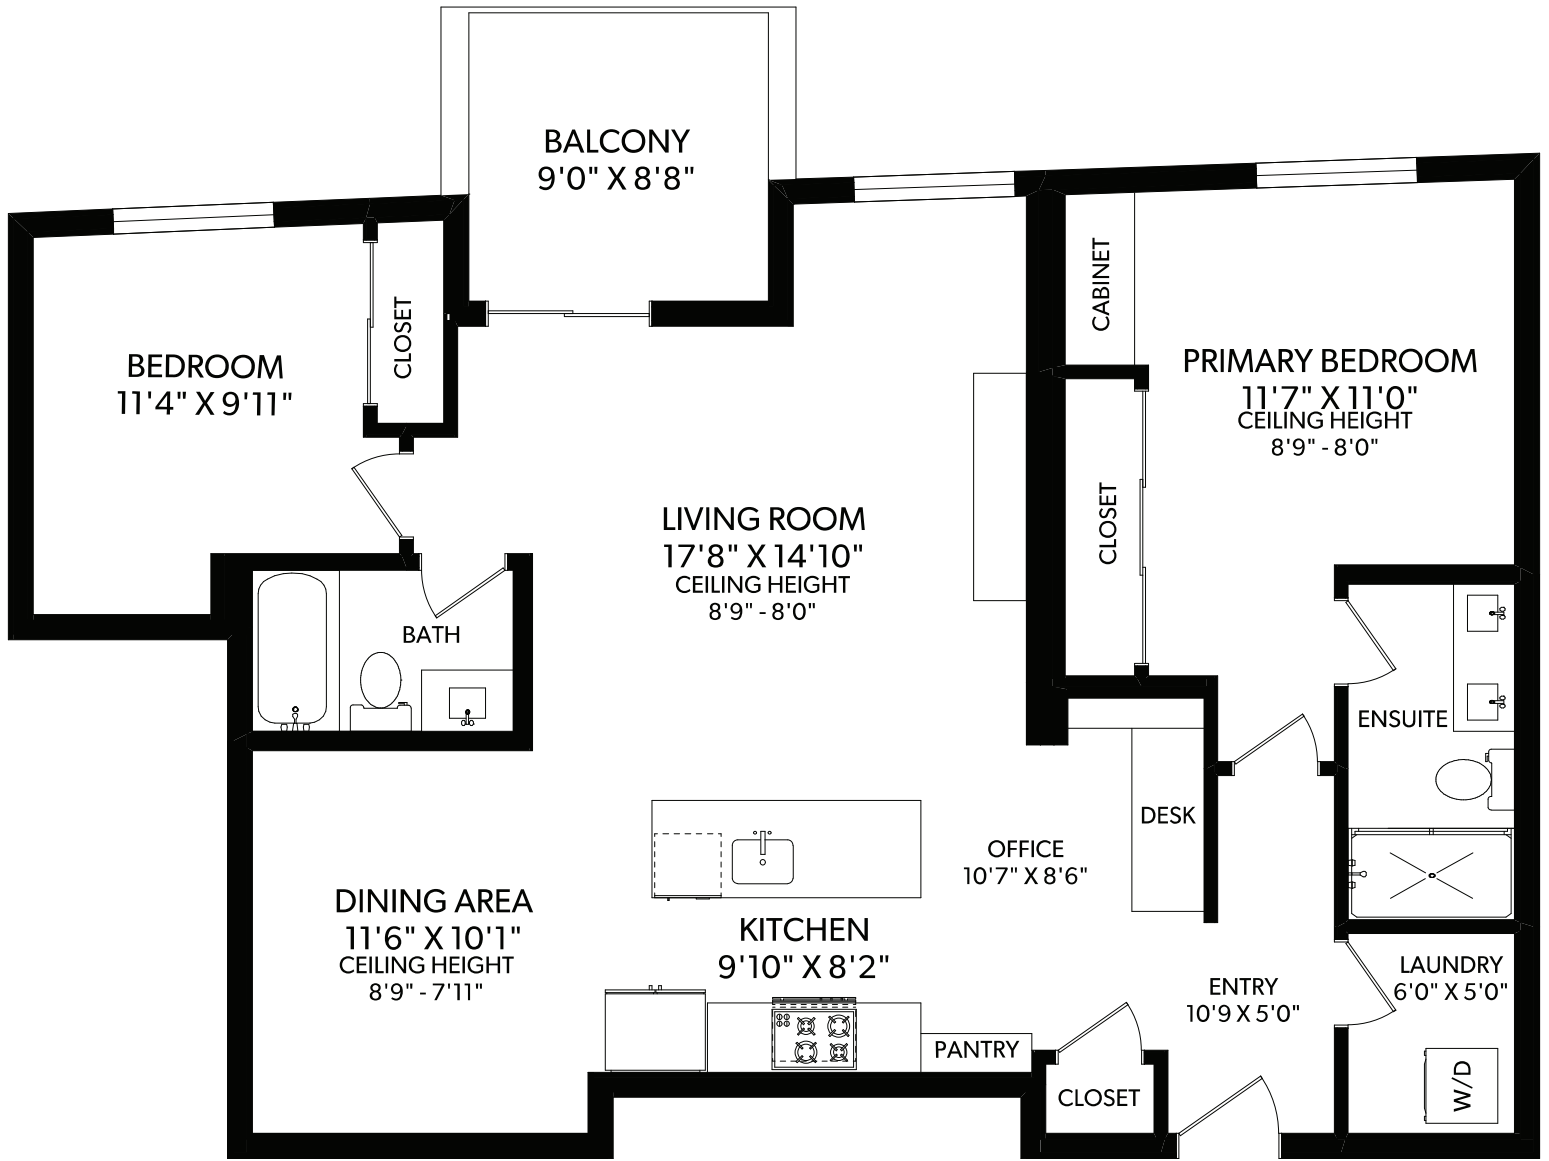 BALCONY
9'0" X 8'8"
CLOSET
CABINET
BEDROOM
11'4" X 9'11"
PRIMARY BEDROOM
11'7" X 11'0"
CEILING HEIGHT
8'9" - 8'0"
CLOSET
LIVING ROOM
17'8" X 14'10"
CEILING HEIGHT
8'9" - 8'0"
BATH
ENSUITE
DESK
OFFICE
10'7" X 8'6"
DINING AREA
11'6" X 10'1"
CEILING HEIGHT
8'9" - 7'11"
KITCHEN
9'10" X 8'2"
ENTRY
10'9 X 5'0"
LAUNDRY
6'0" X 5'0"
PANTRY
CLOSET
W/D